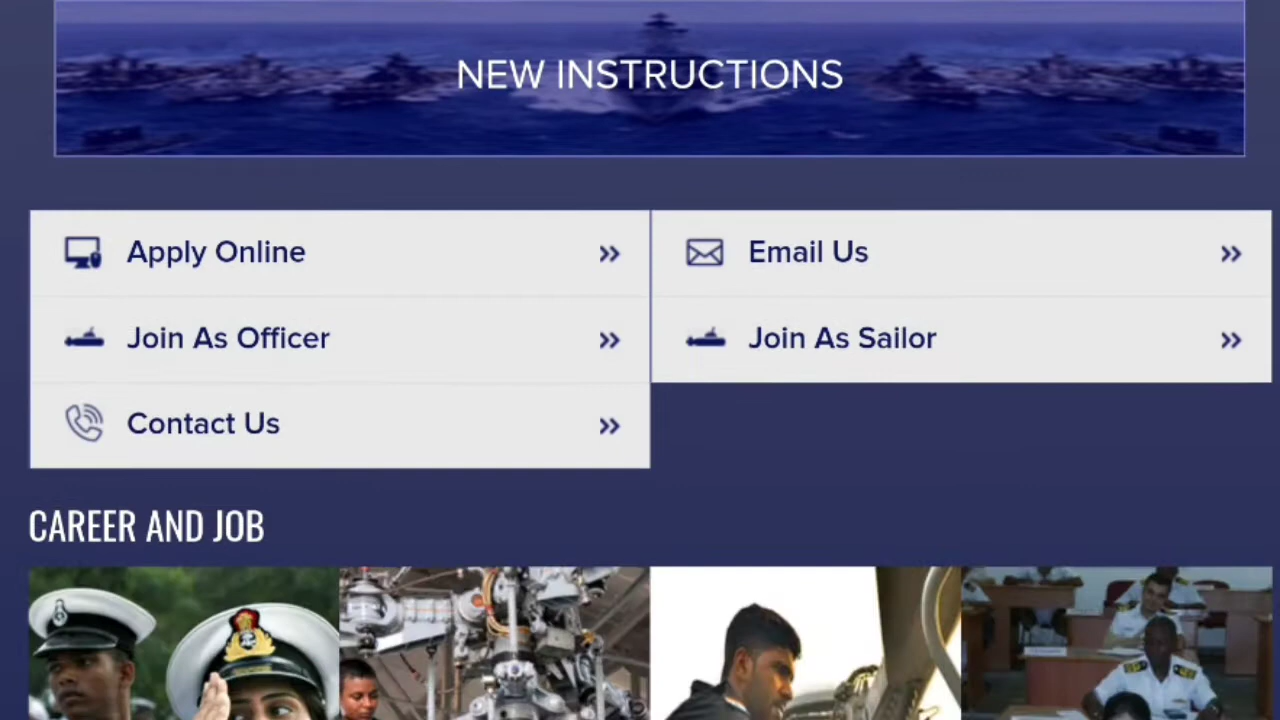 NEW INSTRUCTIONS
Apply Online
Email Us
Join As Officer
Join As Sailor
Contact Us
CAREER AND JOB